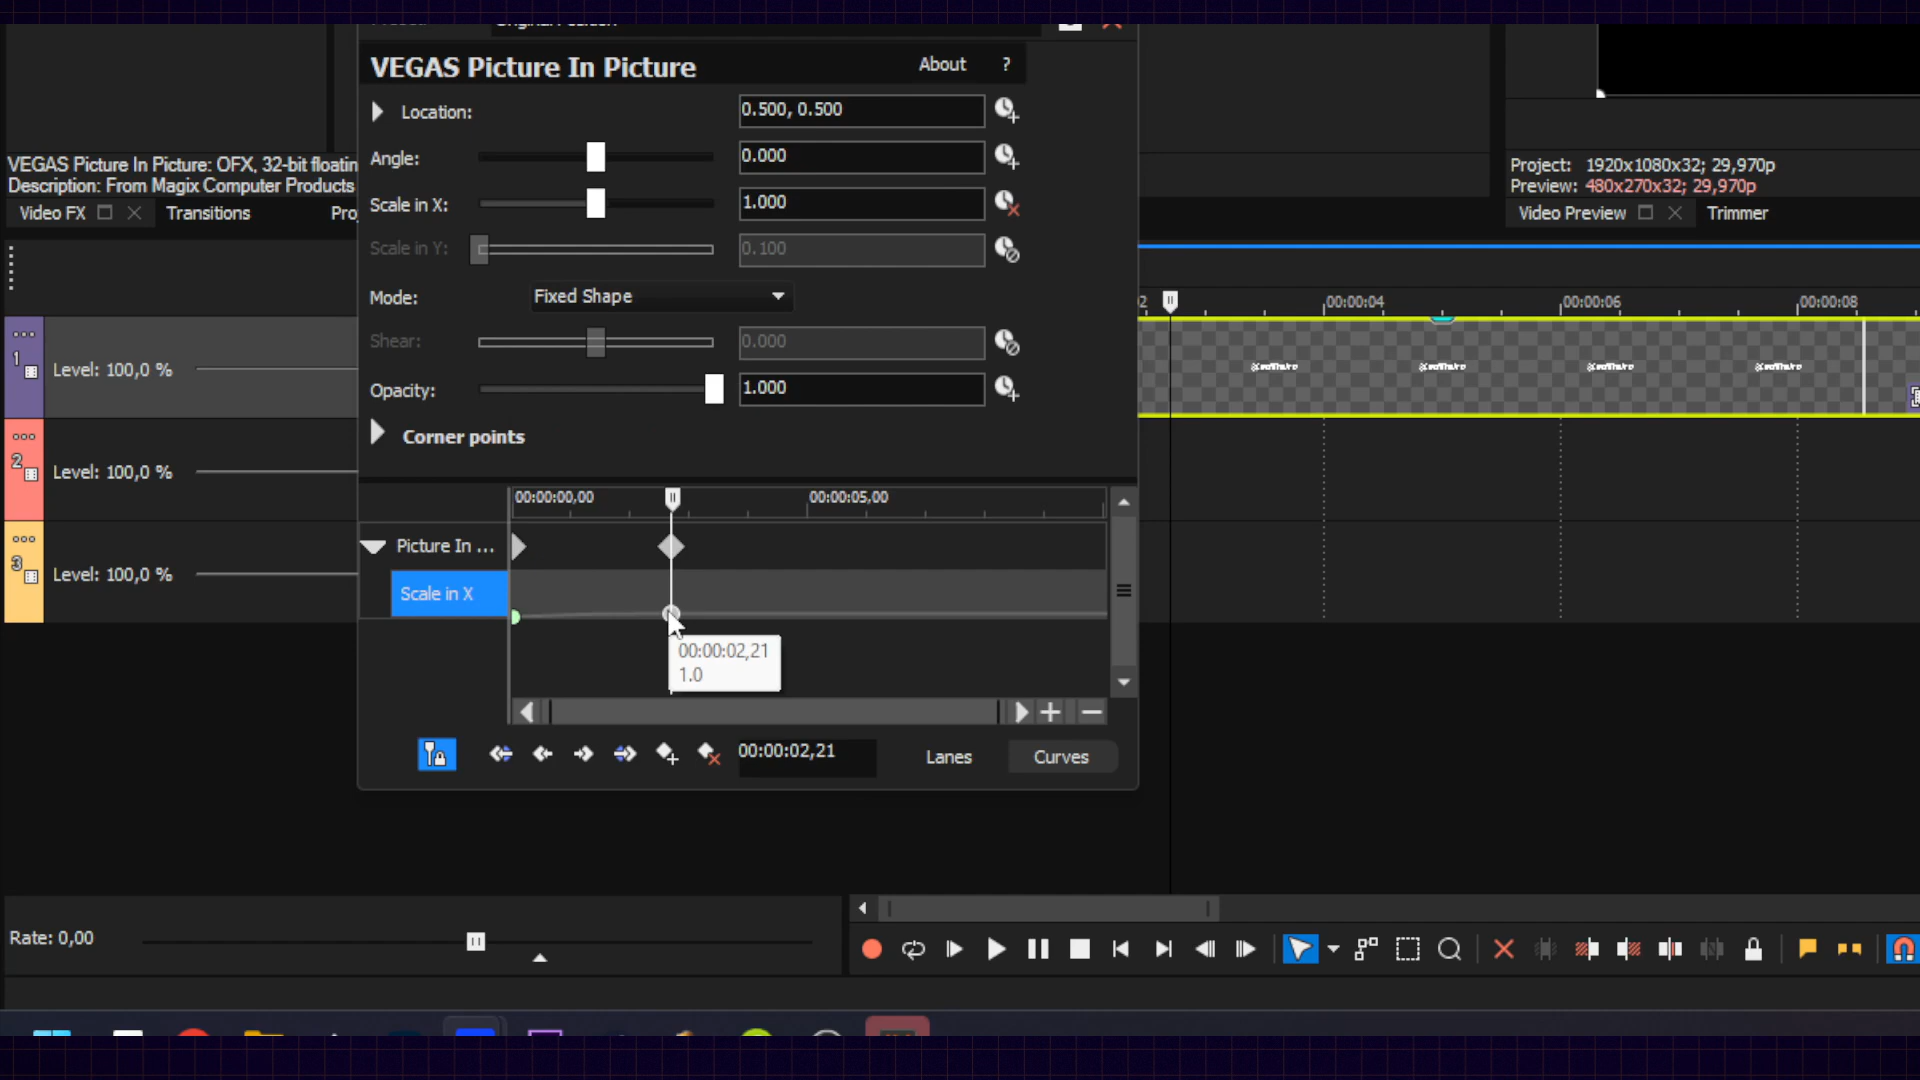 VEGAS Picture In Picture
About
?
Location:
0.500, 0.500
Angle:
0.000
Scale in X:
1.000
Scale in Y:
0.100
Mode:
Fixed Shape
Shear:
0.000
Opacity:
1.000
Corner points
00:00:00,00
00:00:05,00
Picture In ...
Scale in X
00:00:02,21
1.0
00:00:02,21
Lanes
Curves
VEGAS Picture In Picture: OFX, 32-bit floatin
Description: From Magix Computer Products
Video FX
Transitions
Pro
Project: 1920x1080x32; 29,970p
Preview: 480x270x32; 29,970p
Video Preview
Trimmer
2
00:00:04
00:00:06
00:00:08
1
Level: 100,0 %
2
Level: 100,0 %
3
Level: 100,0 %
Rate: 0,00